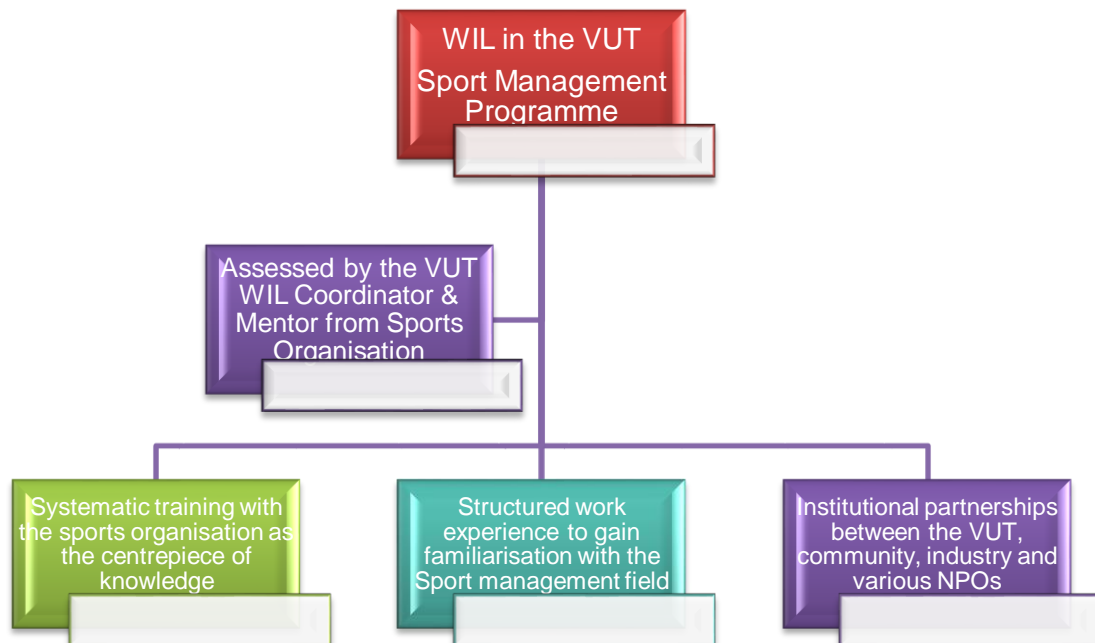 WIL in the VUT
Sport Management
Programme
Assessed by the VUT
WIL Coordinator &
Mentor from Sports
Organisation
Systematic training with
the sports organisation as
the centrepiece of
knowledge
Structured work
experience to gain
familiarisation with the
Sport management field
Institutional partnerships
between the VUT,
community, industry and
various NPOs